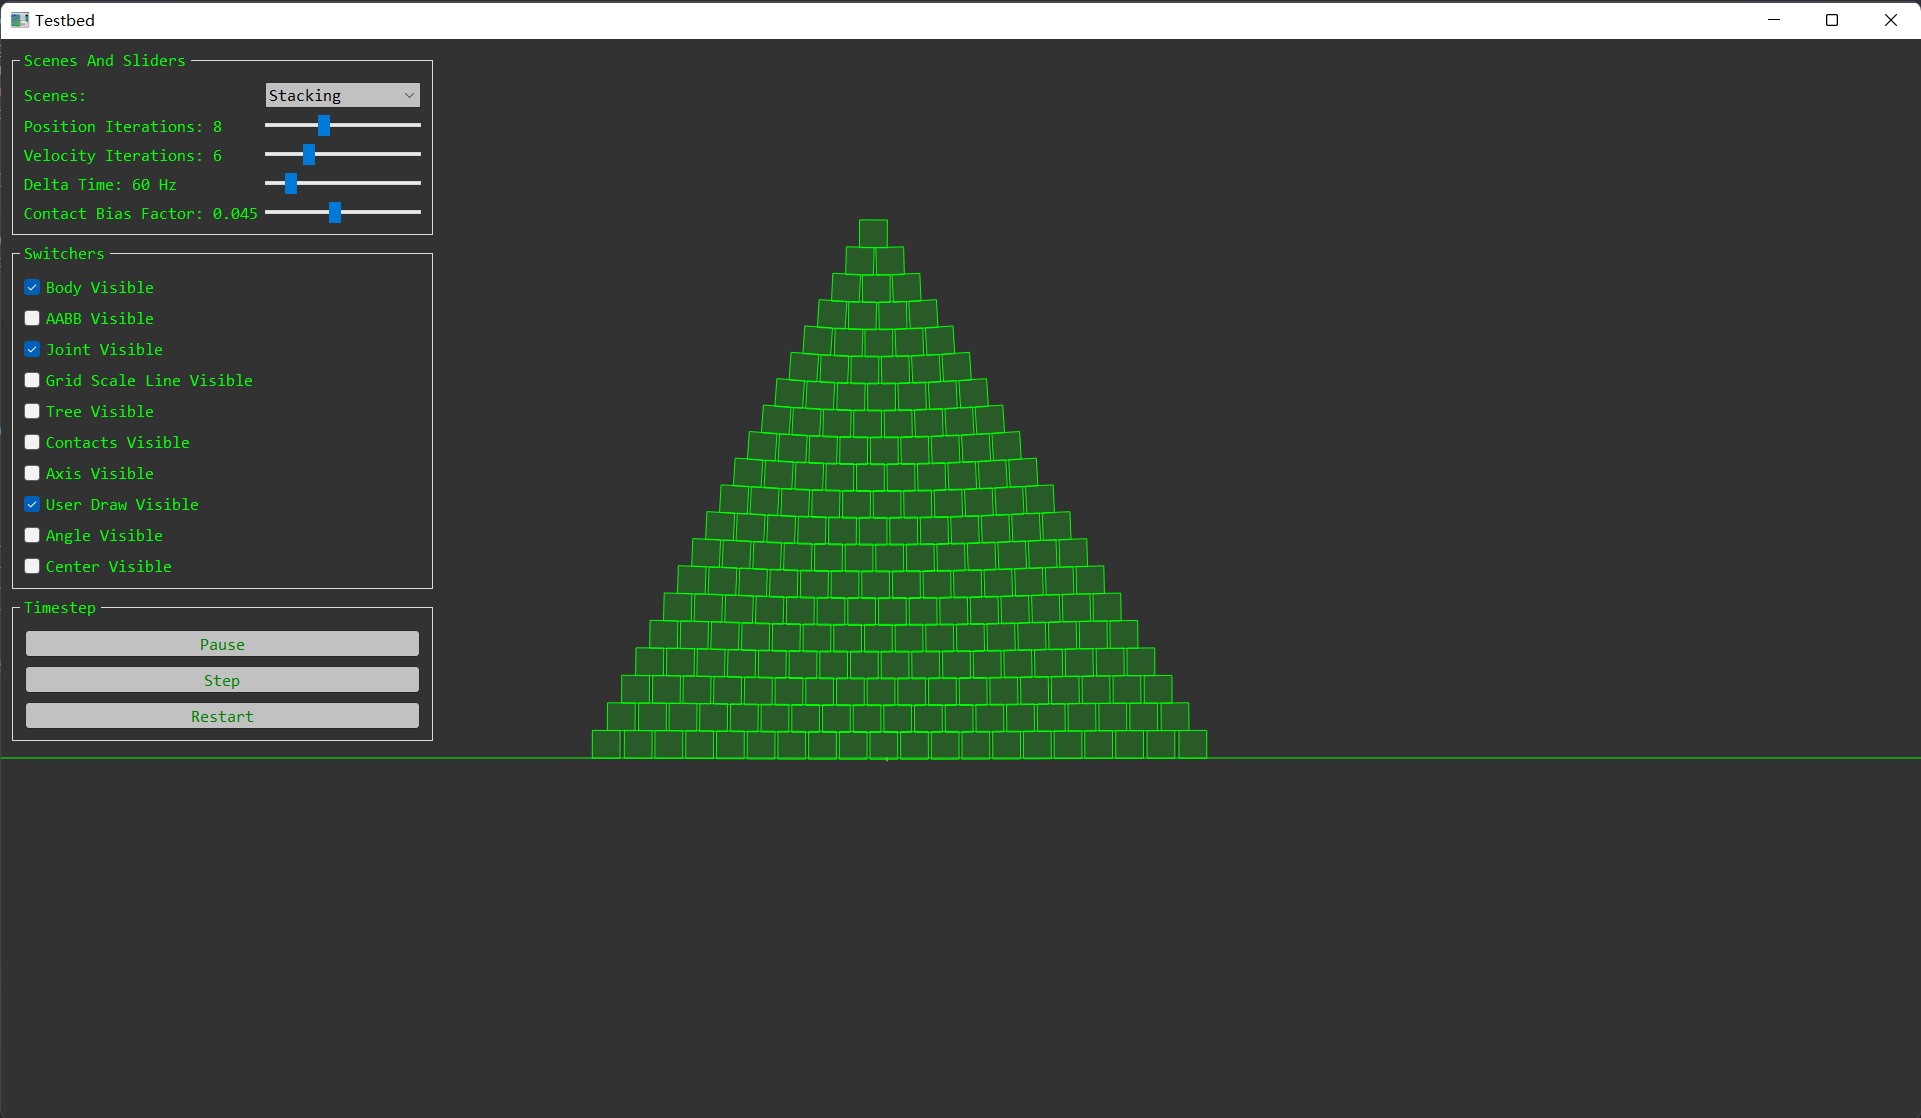 Testbed
Scenes And Sliders
Scenes: Stacking
Position Iterations: 8
Velocity Iterations: 6
Delta Time: 60 Hz
Contact Bias Factor: 0.045
Switchers
Body Visible
AABB Visible
Joint Visible
Grid Scale Line Visible
Tree Visible
Contacts Visible
Axis Visible
User Draw Visible
Angle Visible
Center Visible
Timestep
Pause
Step
Restart